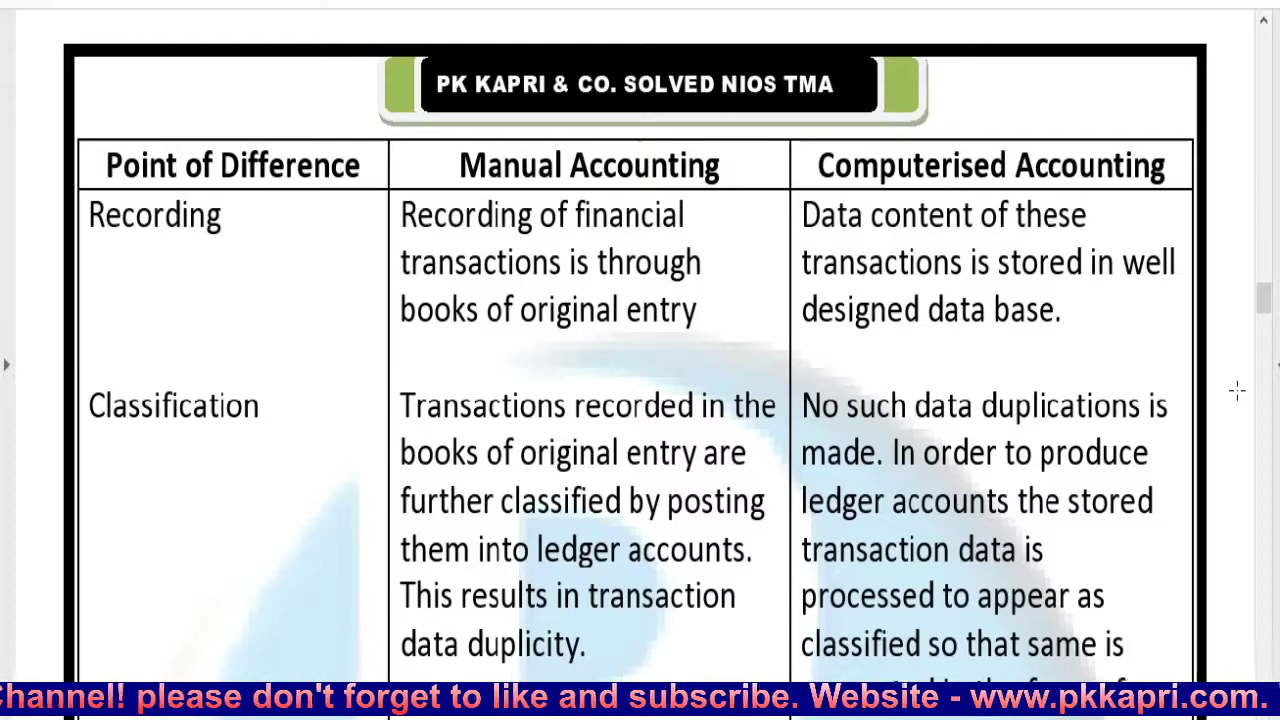 PK KAPRI & CO. SOLVED NIOS TMA
Point of Difference
Manual Accounting
Computerised Accounting
Recording
Recording of financial
transactions is through
books of original entry
Data content of these
transactions is stored in well
designed data base.
Classification
Transactions recorded in the
books of original entry are
further classified by posting
them into ledger accounts.
This results in transaction
data duplicity.
No such data duplications is
made. In order to produce
ledger accounts the stored
transaction data is
processed to appear as
classified so that same is
Channel! please don't forget to like and subscribe. Website - www.pkkapri.com.